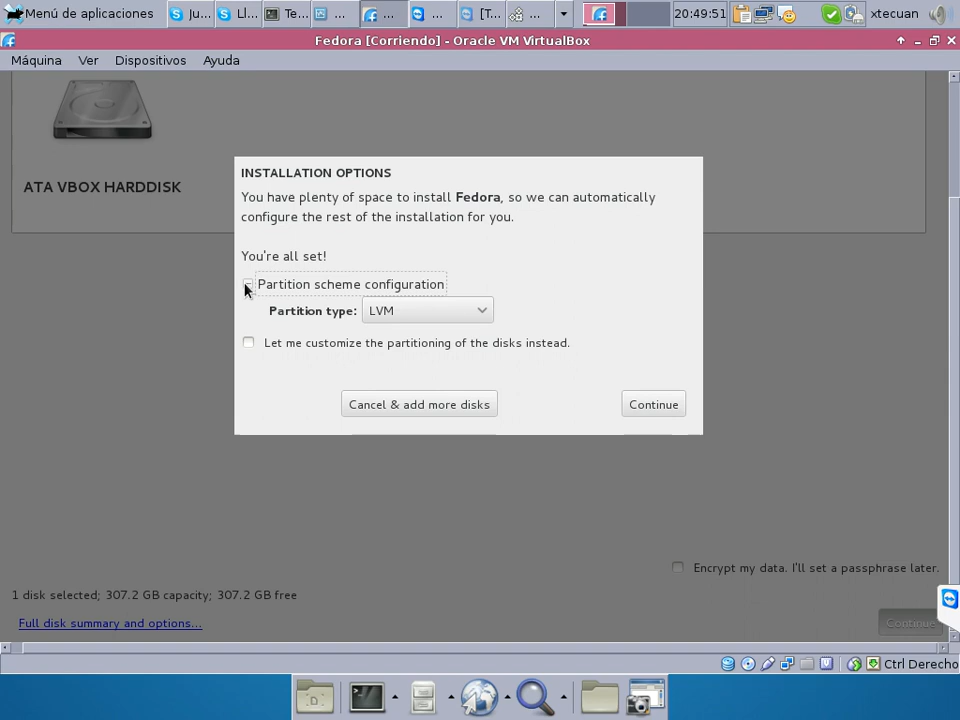 Menú de aplicaciones
Ju...
Ll...
Te...
...
...
...
[T...
...
20:49:51
xtecuan
Fedora [Corriendo] - Oracle VM VirtualBox
Máquina Ver Dispositivos Ayuda
ATA VBOX HARDDISK
INSTALLATION OPTIONS
You have plenty of space to install Fedora, so we can automatically
configure the rest of the installation for you.
You're all set!
Partition scheme configuration
Partition type: LVM
Let me customize the partitioning of the disks instead.
Cancel & add more disks
Continue
Encrypt my data. I'll set a passphrase later.
1 disk selected; 307.2 GB capacity; 307.2 GB free
Full disk summary and options...
Continue
Ctrl Derecho